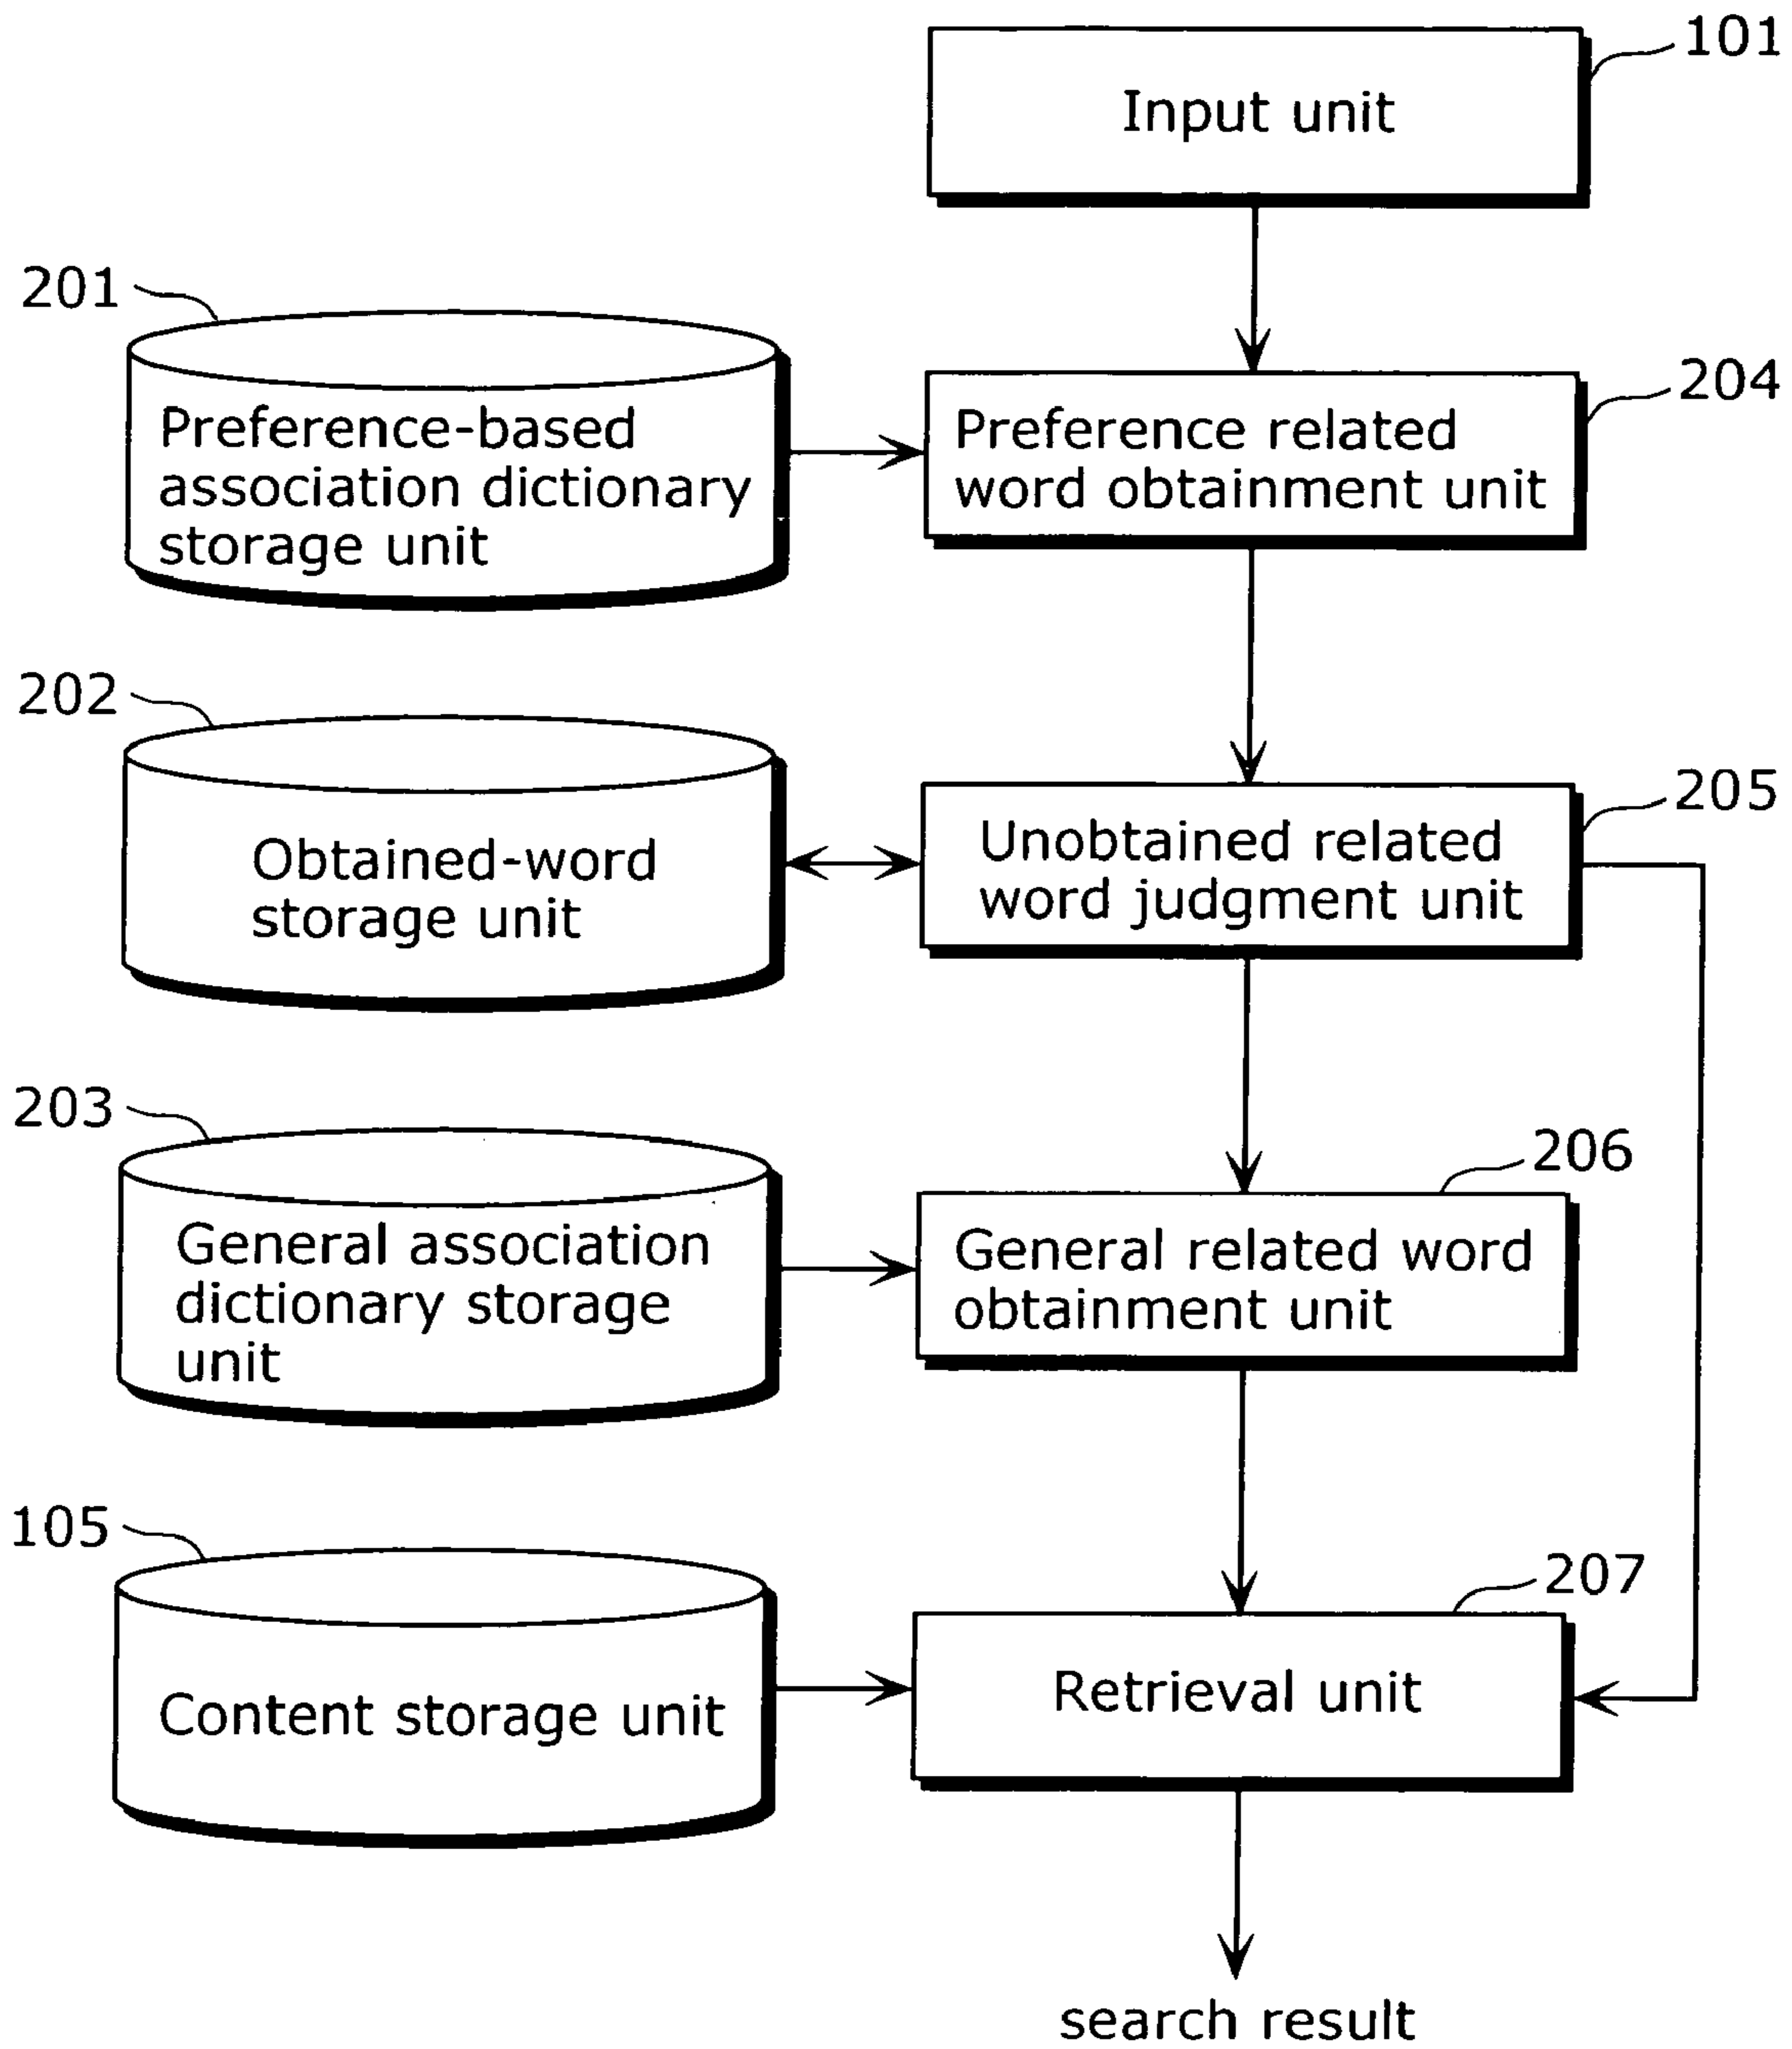 101
Input unit
201
Preference-based
association dictionary
storage unit
204
Preference related
word obtainment unit
202
Obtained-word
storage unit
205
Unobtained related
word judgment unit
203
General association
dictionary storage
unit
206
General related word
obtainment unit
105
Content storage unit
207
Retrieval unit
search result